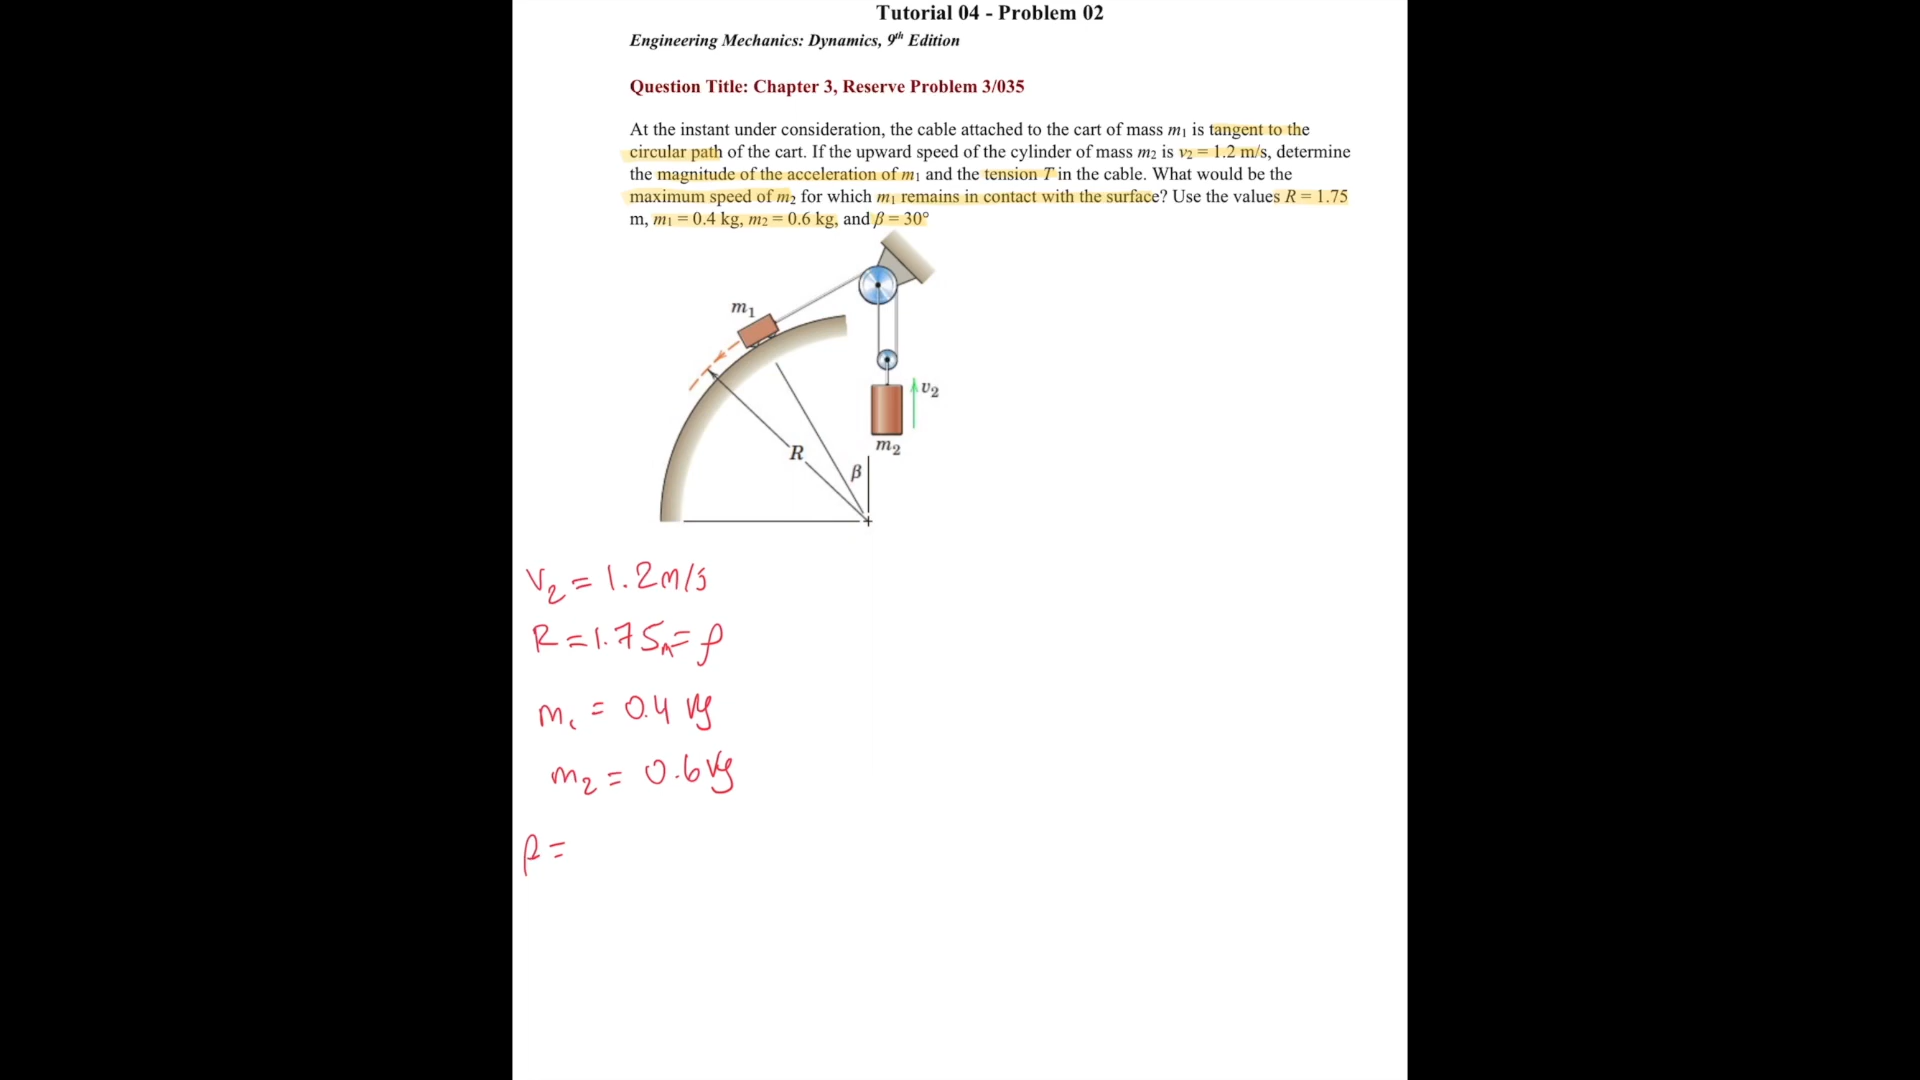 Tutorial 04 - Problem 02
Engineering Mechanics: Dynamics, 9th Edition
Question Title: Chapter 3, Reserve Problem 3/035
At the instant under consideration, the cable attached to the cart of mass m₁ is tangent to the
circular path of the cart. If the upward speed of the cylinder of mass m₂ is v₂ = 1.2 m/s, determine
the magnitude of the acceleration of m₁ and the tension T in the cable. What would be the
maximum speed of m₂ for which m₁ remains in contact with the surface? Use the values R = 1.75
m, m₁ = 0.4 kg, m₂ = 0.6 kg, and β = 30°
m₁
v₂
m₂
R
β
V₂ = 1.2 m/s
R = 1.75m = ρ
m₁ = 0.4 kg
m₂ = 0.6 kg
β =